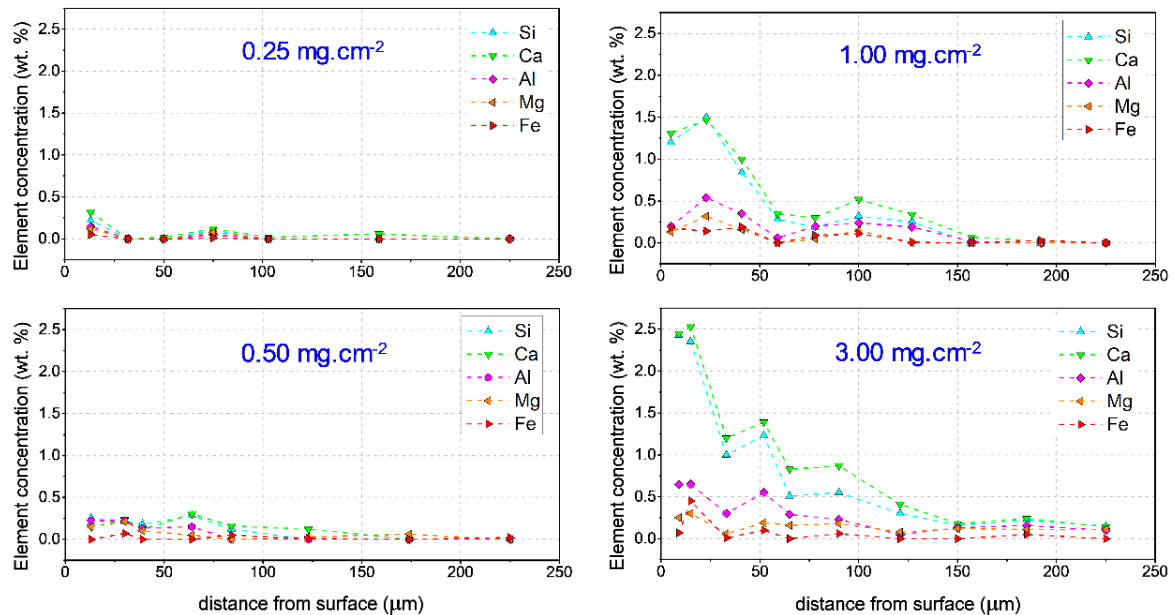 Element concentration (wt. %)
2.5
2.0
1.5
1.0
0.5
0.0
0.25 mg.cm⁻²
Si
Ca
Al
Mg
Fe
0 50 100 150 200 250
Element concentration (wt. %)
2.5
2.0
1.5
1.0
0.5
0.0
1.00 mg.cm⁻²
Si
Ca
Al
Mg
Fe
0 50 100 150 200 250
Element concentration (wt. %)
2.5
2.0
1.5
1.0
0.5
0.0
0.50 mg.cm⁻²
Si
Ca
Al
Mg
Fe
0 50 100 150 200 250
distance from surface (μm)
Element concentration (wt. %)
2.5
2.0
1.5
1.0
0.5
0.0
3.00 mg.cm⁻²
Si
Ca
Al
Mg
Fe
0 50 100 150 200 250
distance from surface (μm)